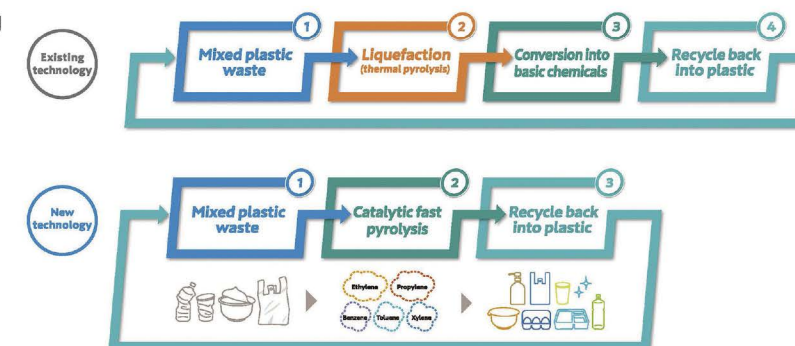 Existing
technology
1
Mixed plastic
waste
2
Liquefaction
(thermal pyrolysis)
3
Conversion into
basic chemicals
4
Recycle back
into plastic
New
technology
1
Mixed plastic
waste
2
Catalytic fast
pyrolysis
3
Recycle back
into plastic
Ethylene
Propylene
Benzene
Toluene
Xylene